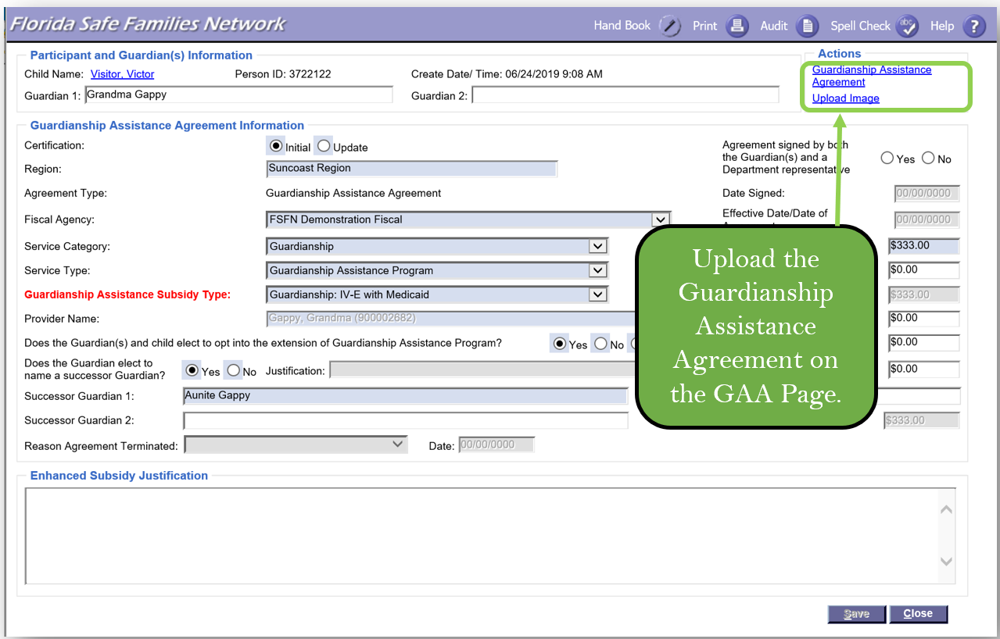 Florida Safe Families Network
Hand Book Print Audit Spell Check abc Help ?
Participant and Guardian(s) Information
Actions
Child Name: Visitor, Victor Person ID: 3722122 Create Date/ Time: 06/24/2019 9:08 AM
Guardianship Assistance
Agreement
Guardian 1: Grandma Gappy Guardian 2:
Upload Image
Guardianship Assistance Agreement Information
Certification: Initial Update
Agreement signed by both
the Guardian(s) and a
Department representative
Yes No
Region: Suncoast Region
Agreement Type: Guardianship Assistance Agreement
Date Signed: 00/00/0000
Fiscal Agency: FSFN Demonstration Fiscal
Effective Date/Date of
00/00/0000
Service Category: Guardianship
$333.00
Service Type: Guardianship Assistance Program
$0.00
Guardianship Assistance Subsidy Type: Guardianship: IV-E with Medicaid
$333.00
Provider Name: Gappy, Grandma (900002682)
$0.00
Does the Guardian(s) and child elect to opt into the extension of Guardianship Assistance Program? Yes No
$0.00
Does the Guardian elect to
name a successor Guardian? Yes No Justification:
$0.00
Successor Guardian 1: Aunite Gappy
Successor Guardian 2:
$333.00
Reason Agreement Terminated: Date: 00/00/0000
Upload the
Guardianship
Assistance
Agreement on
the GAA Page.
Enhanced Subsidy Justification
Save Close